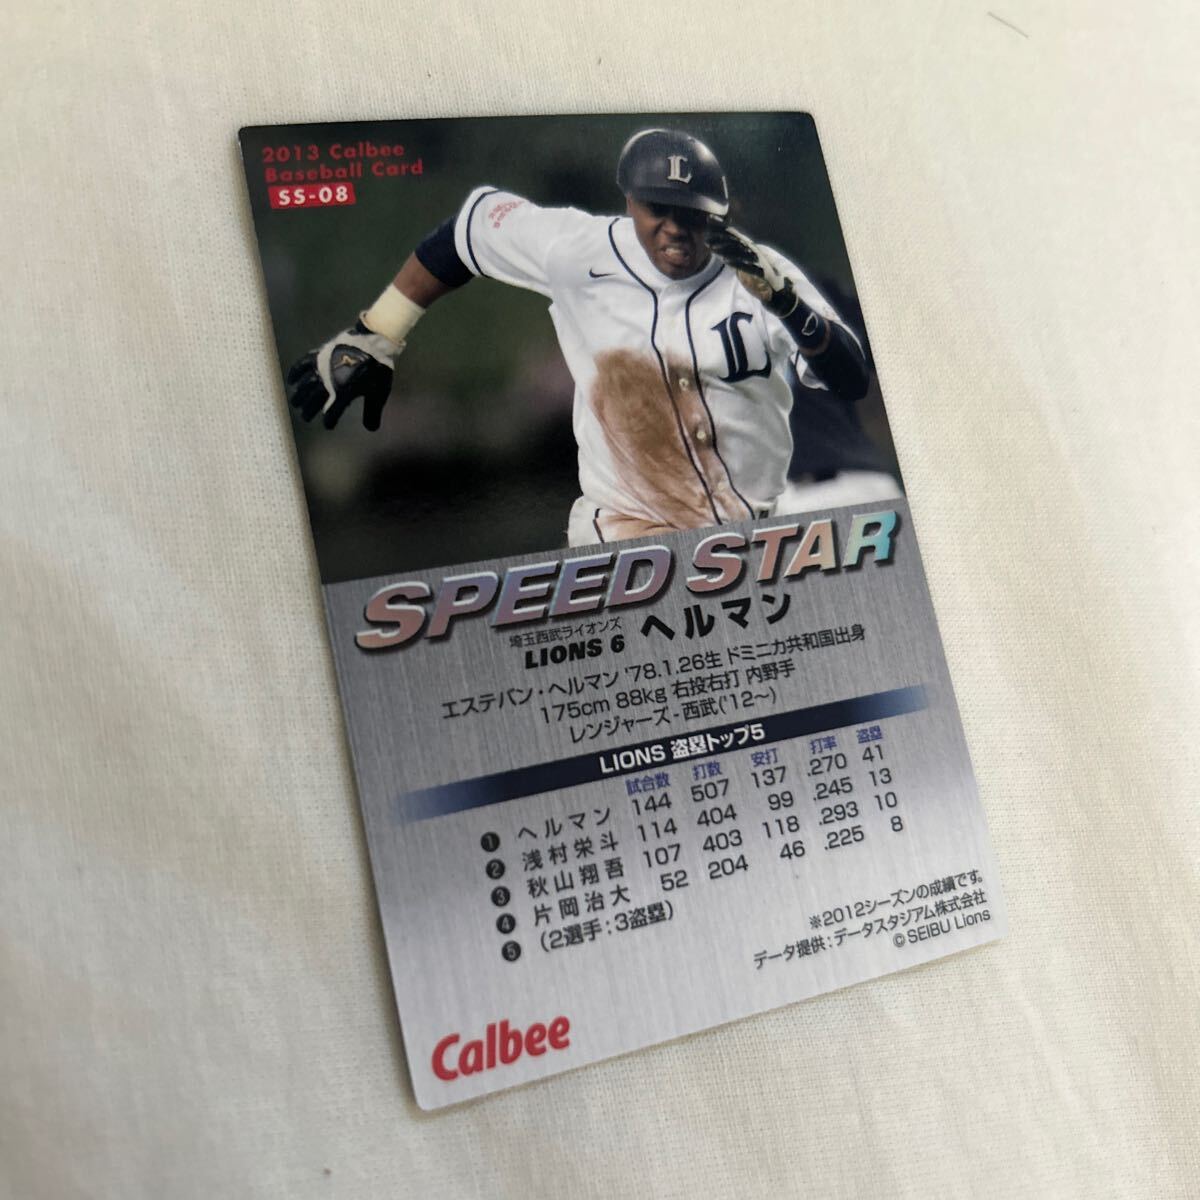 2013 Calbee
Baseball Card
SS-08
L
L
SPEED STAR
埼玉西武ライオンズ
LIONS 6 ヘルマン
エステバン・ヘルマン '78.1.26生 ドミニカ共和国出身
175cm 88kg 右投右打 内野手
レンジャーズ - 西武('12~)
LIONS 盗塁トップ5
試合数 打数 安打 打率 盗塁
❶ ヘルマン 144 507 137 .270 41
❷ 浅村栄斗 114 404 99 .245 13
❸ 秋山翔吾 107 403 118 .293 10
❹ 片岡治大 52 204 46 .225 8
❺ (2選手:3盗塁)
※2012シーズンの成績です。
データ提供:データスタジアム株式会社
© SEIBU Lions
Calbee